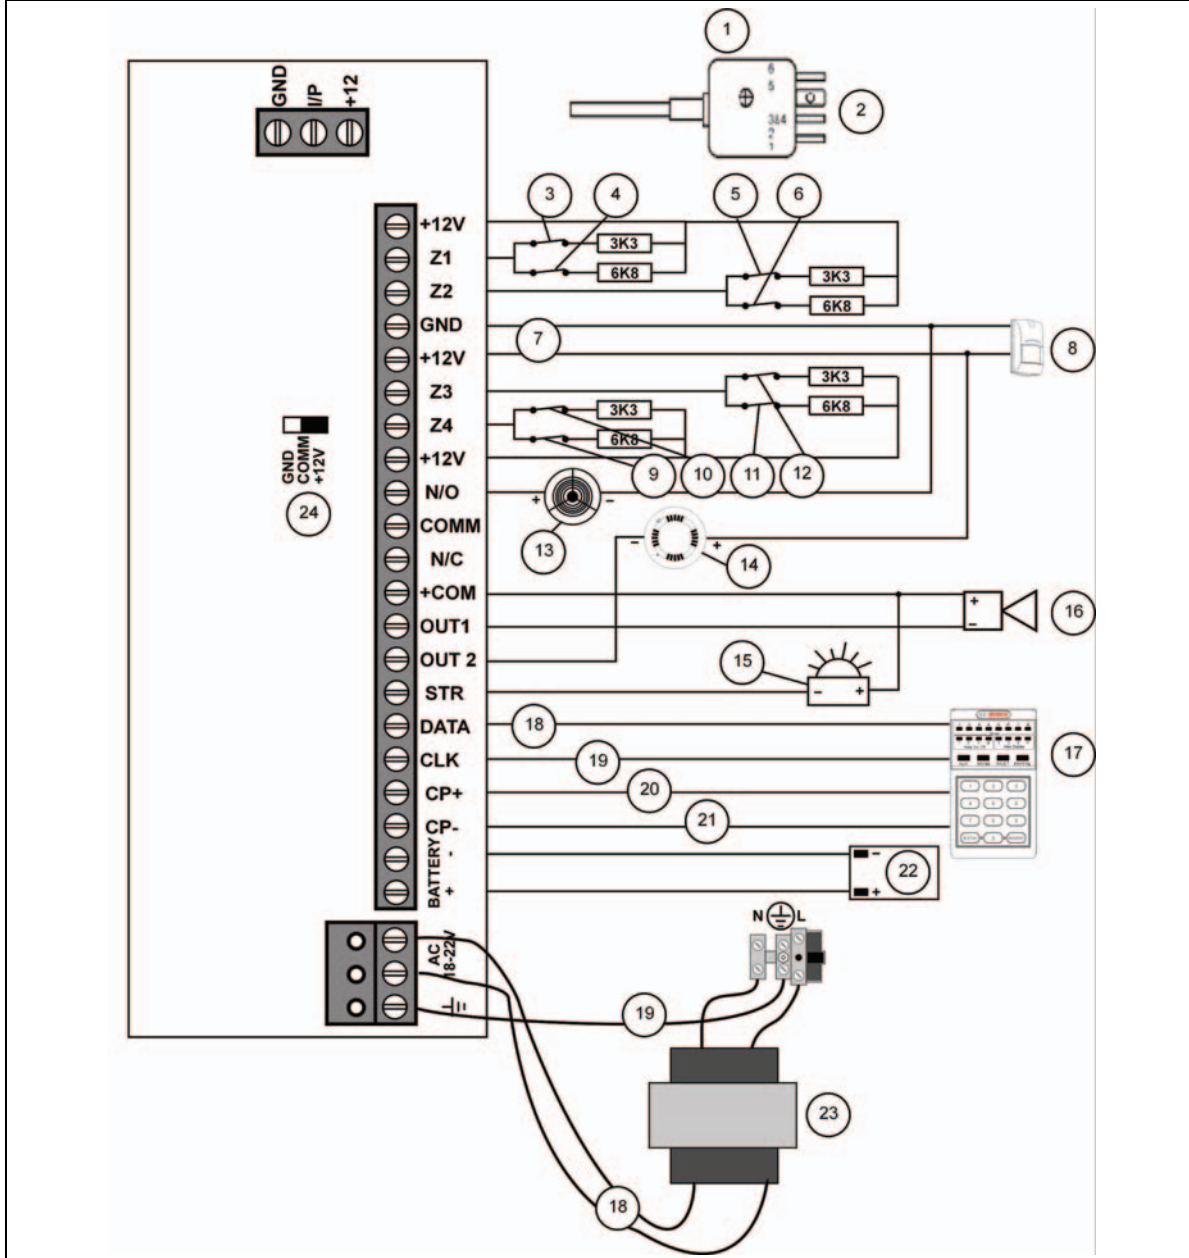 1
GND
I/P
+12
6
5
3&4
2
1
2
3
4
5
6
+12V
3K3
Z1
6K8
3K3
Z2
6K8
GND
7
+12V
8
3K3
Z3
6K8
3K3
Z4
6K8
GND
COMM
+12V
+12V
9
10
11
12
24
N/O
+
-
COMM
13
-
+
14
N/C
+COM
+
16
OUT1
-
OUT 2
15
STR
-
+
DATA
18
17
CLK
19
CP+
20
CP-
21
BATTERY
-
-
22
+
+
N
L
AC
18-22V
19
23
18